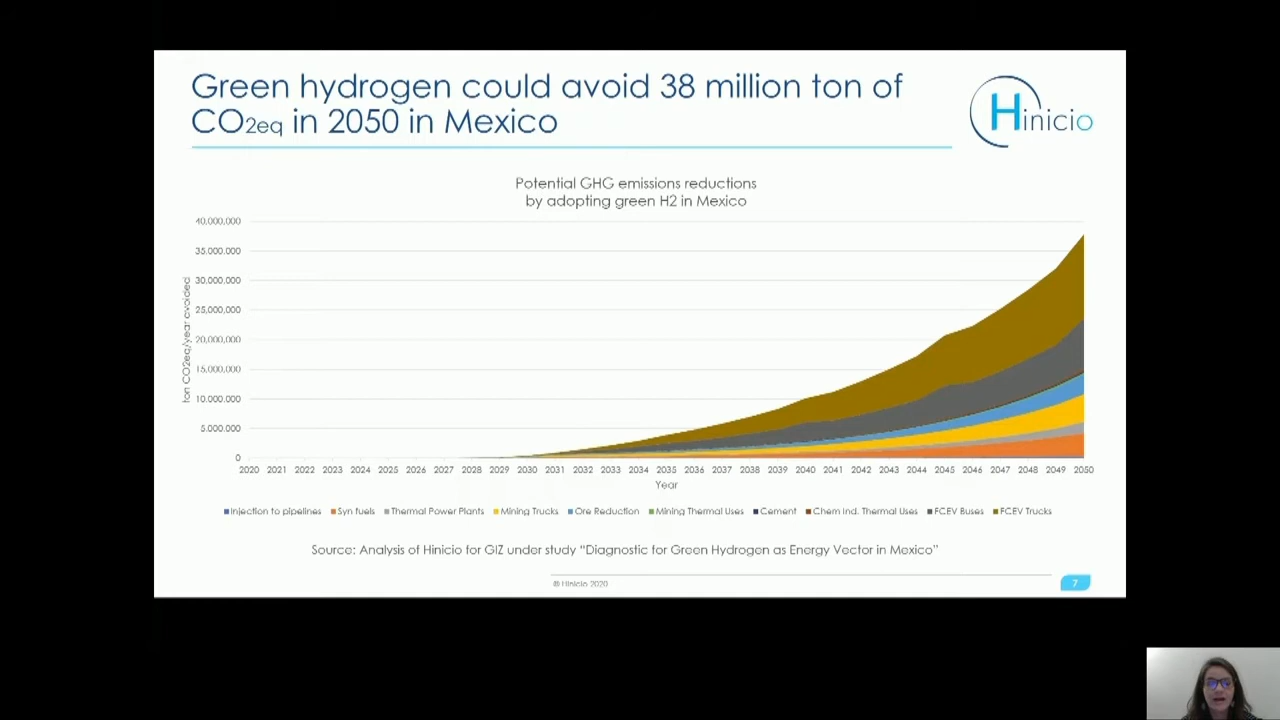 Green hydrogen could avoid 38 million ton of
CO2eq in 2050 in Mexico
Hinicio
Potential GHG emissions reductions
by adopting green H2 in Mexico
ton CO2eq/year avoided
40,000,000
35,000,000
30,000,000
25,000,000
20,000,000
15,000,000
10,000,000
5,000,000
0
2020 2021 2022 2023 2024 2025 2026 2027 2028 2029 2030 2031 2032 2033 2034 2035 2036 2037 2038 2039 2040 2041 2042 2043 2044 2045 2046 2047 2048 2049 2050
Year
Injection to pipelines Syn fuels Thermal Power Plants Mining Trucks Ore Reduction Mining Thermal Uses Cement Chem Ind. Thermal Uses FCEV Buses FCEV Trucks
Source: Analysis of Hinicio for GIZ under study “Diagnostic for Green Hydrogen as Energy Vector in Mexico”
© Hinicio 2020
7